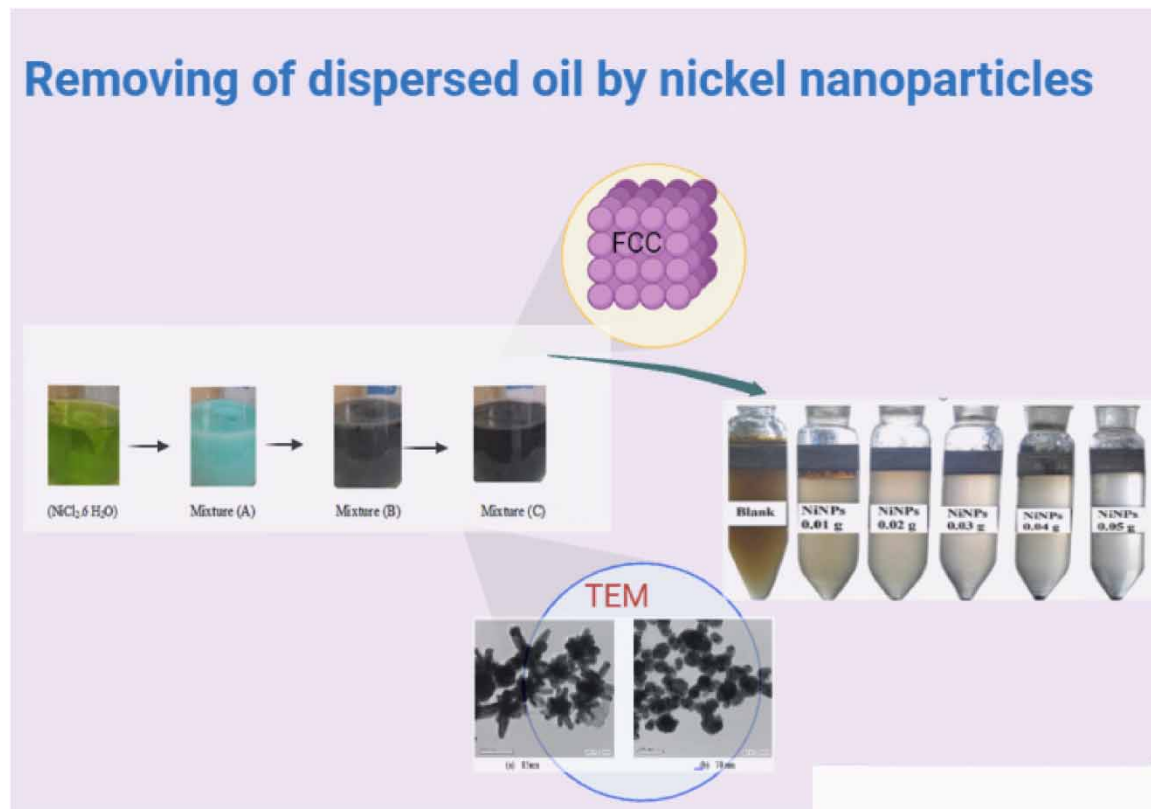 Removing of dispersed oil by nickel nanoparticles
FCC
(NiCl₂.6 H₂O)
Mixture (A)
Mixture (B)
Mixture (C)
Blank
NiNPs
0.01 g
NiNPs
0.02 g
NiNPs
0.03 g
NiNPs
0.04 g
NiNPs
0.05 g
TEM
(a)
(b)